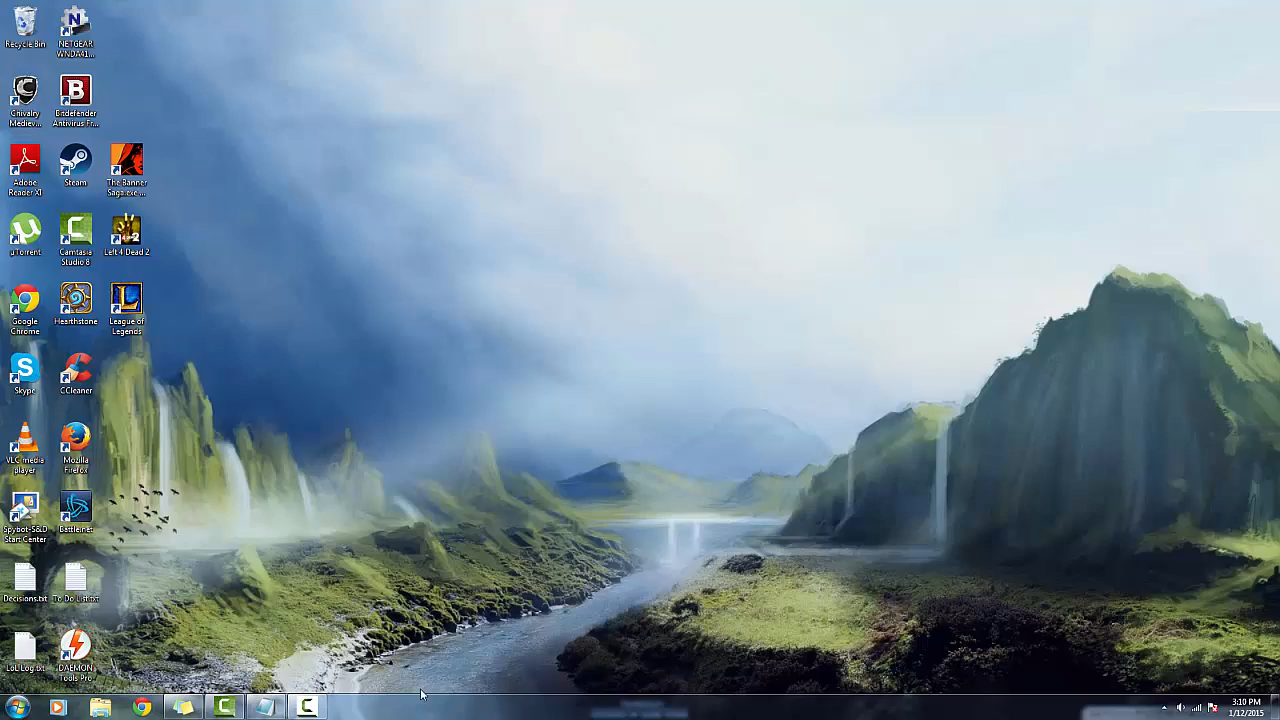 Recycle Bin
NETGEAR
WNDA41...
Chivalry
Mediev...
Bitdefender
Antivirus Fr...
Adobe
Reader XI
Steam
The Banner
Saga.exe ...
µTorrent
Camtasia
Studio 8
Left 4 Dead 2
Google
Chrome
Hearthstone
League of
Legends
Skype
CCleaner
VLC media
player
Mozilla
Firefox
Spybot-S&D
Start Center
Battle.net
Decisions.txt
To Do List.txt
LoL Log.txt
DAEMON
Tools Pro
3:10 PM
1/12/2015